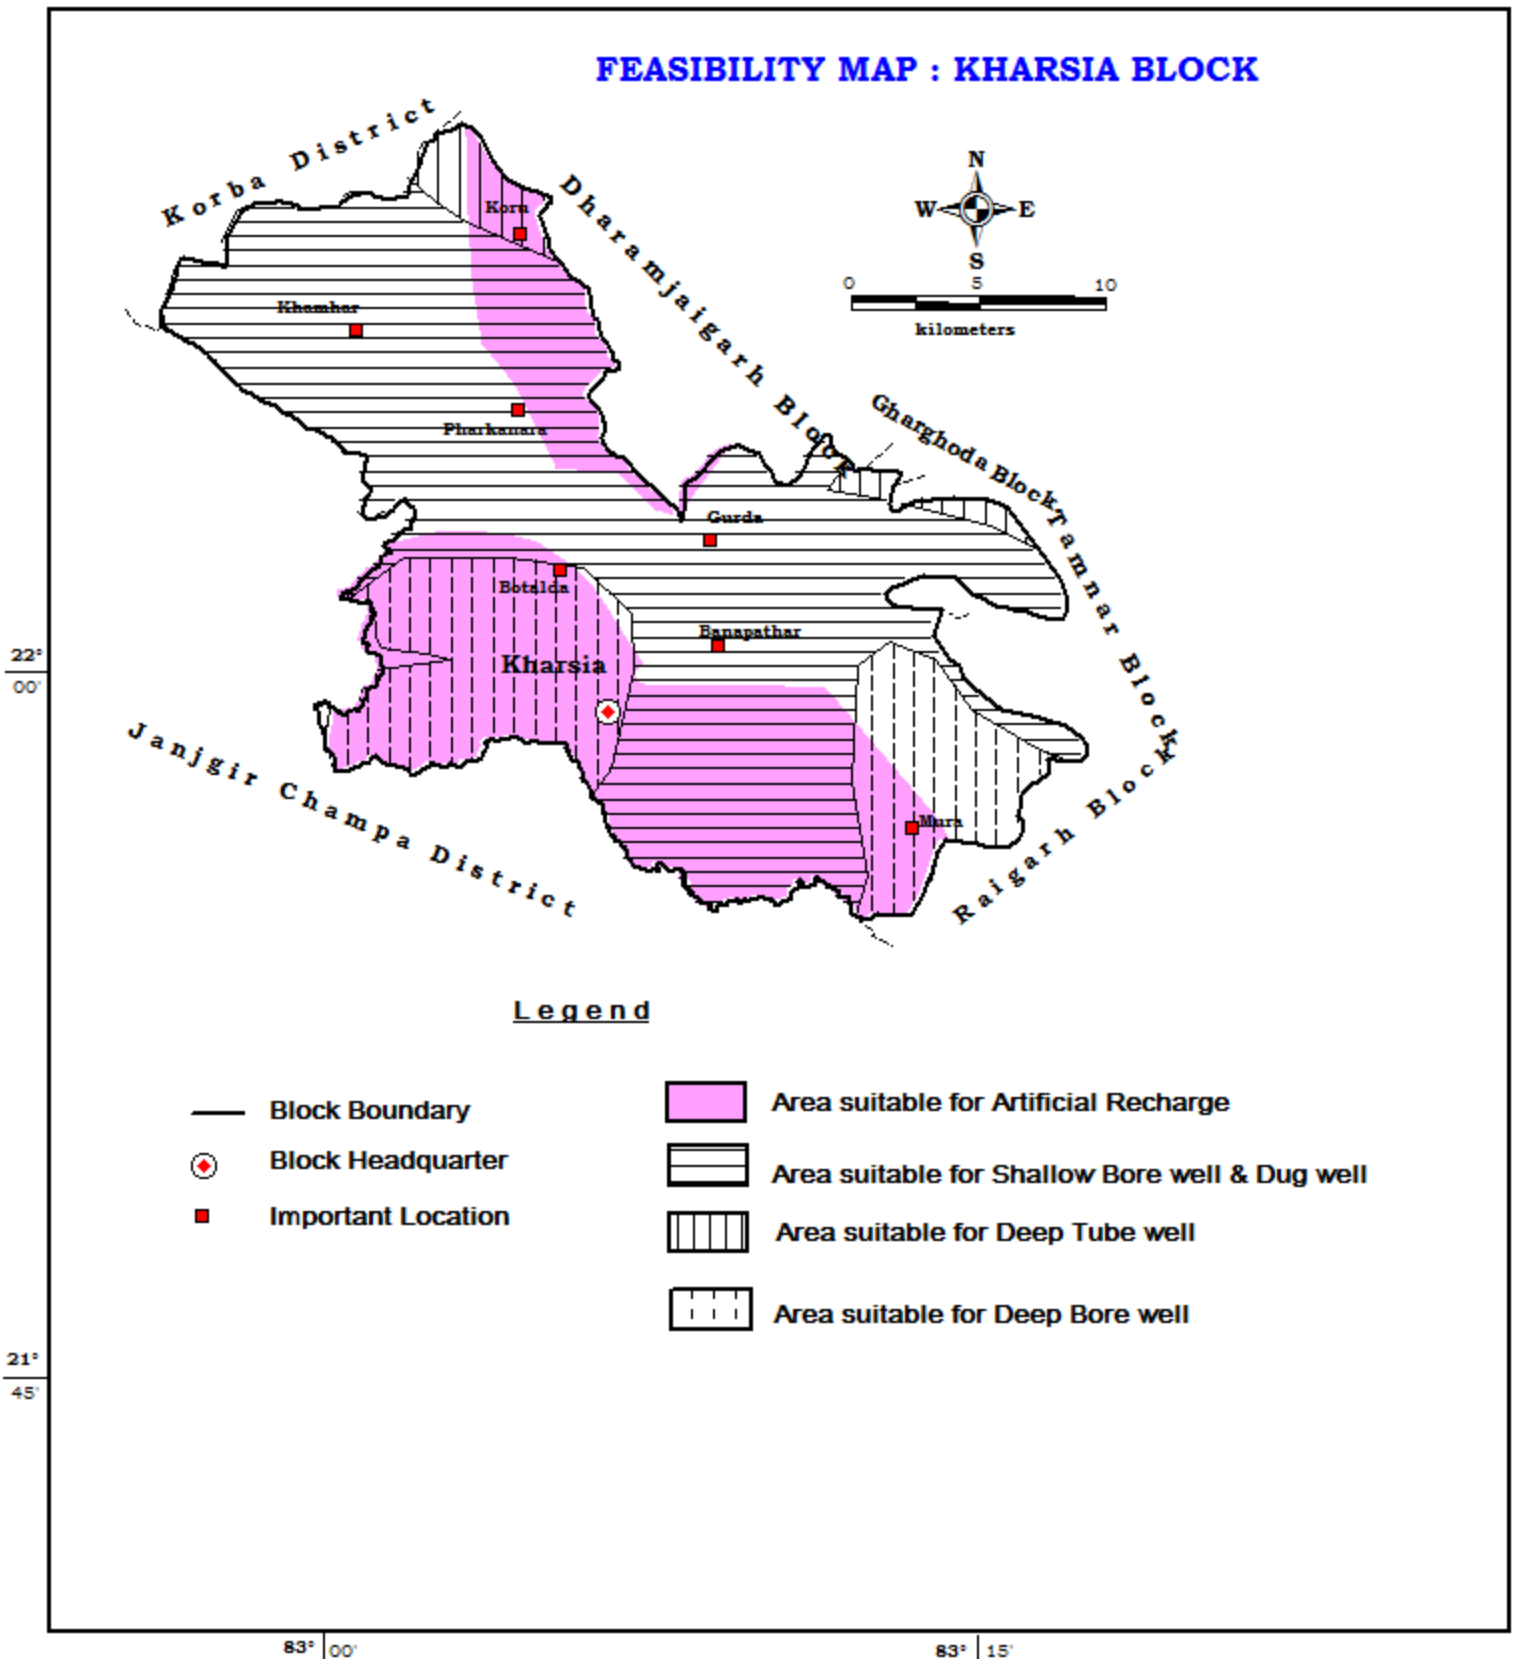 FEASIBILITY MAP : KHARSIA BLOCK
Korba District
Dharamjaigarh Block
N
W E
S
0 5 10
kilometers
Koru
Khamhar
Pharkanara
Gharghoda Block
Tamnar Block
Gurda
Botalda
Banapathar
Kharsia
22°
00'
Janjgir Champa District
Mura
Raigarh Block
Legend
Block Boundary
Block Headquarter
Important Location
Area suitable for Artificial Recharge
Area suitable for Shallow Bore well & Dug well
Area suitable for Deep Tube well
Area suitable for Deep Bore well
21°
45'
83° 00'
83° 15'